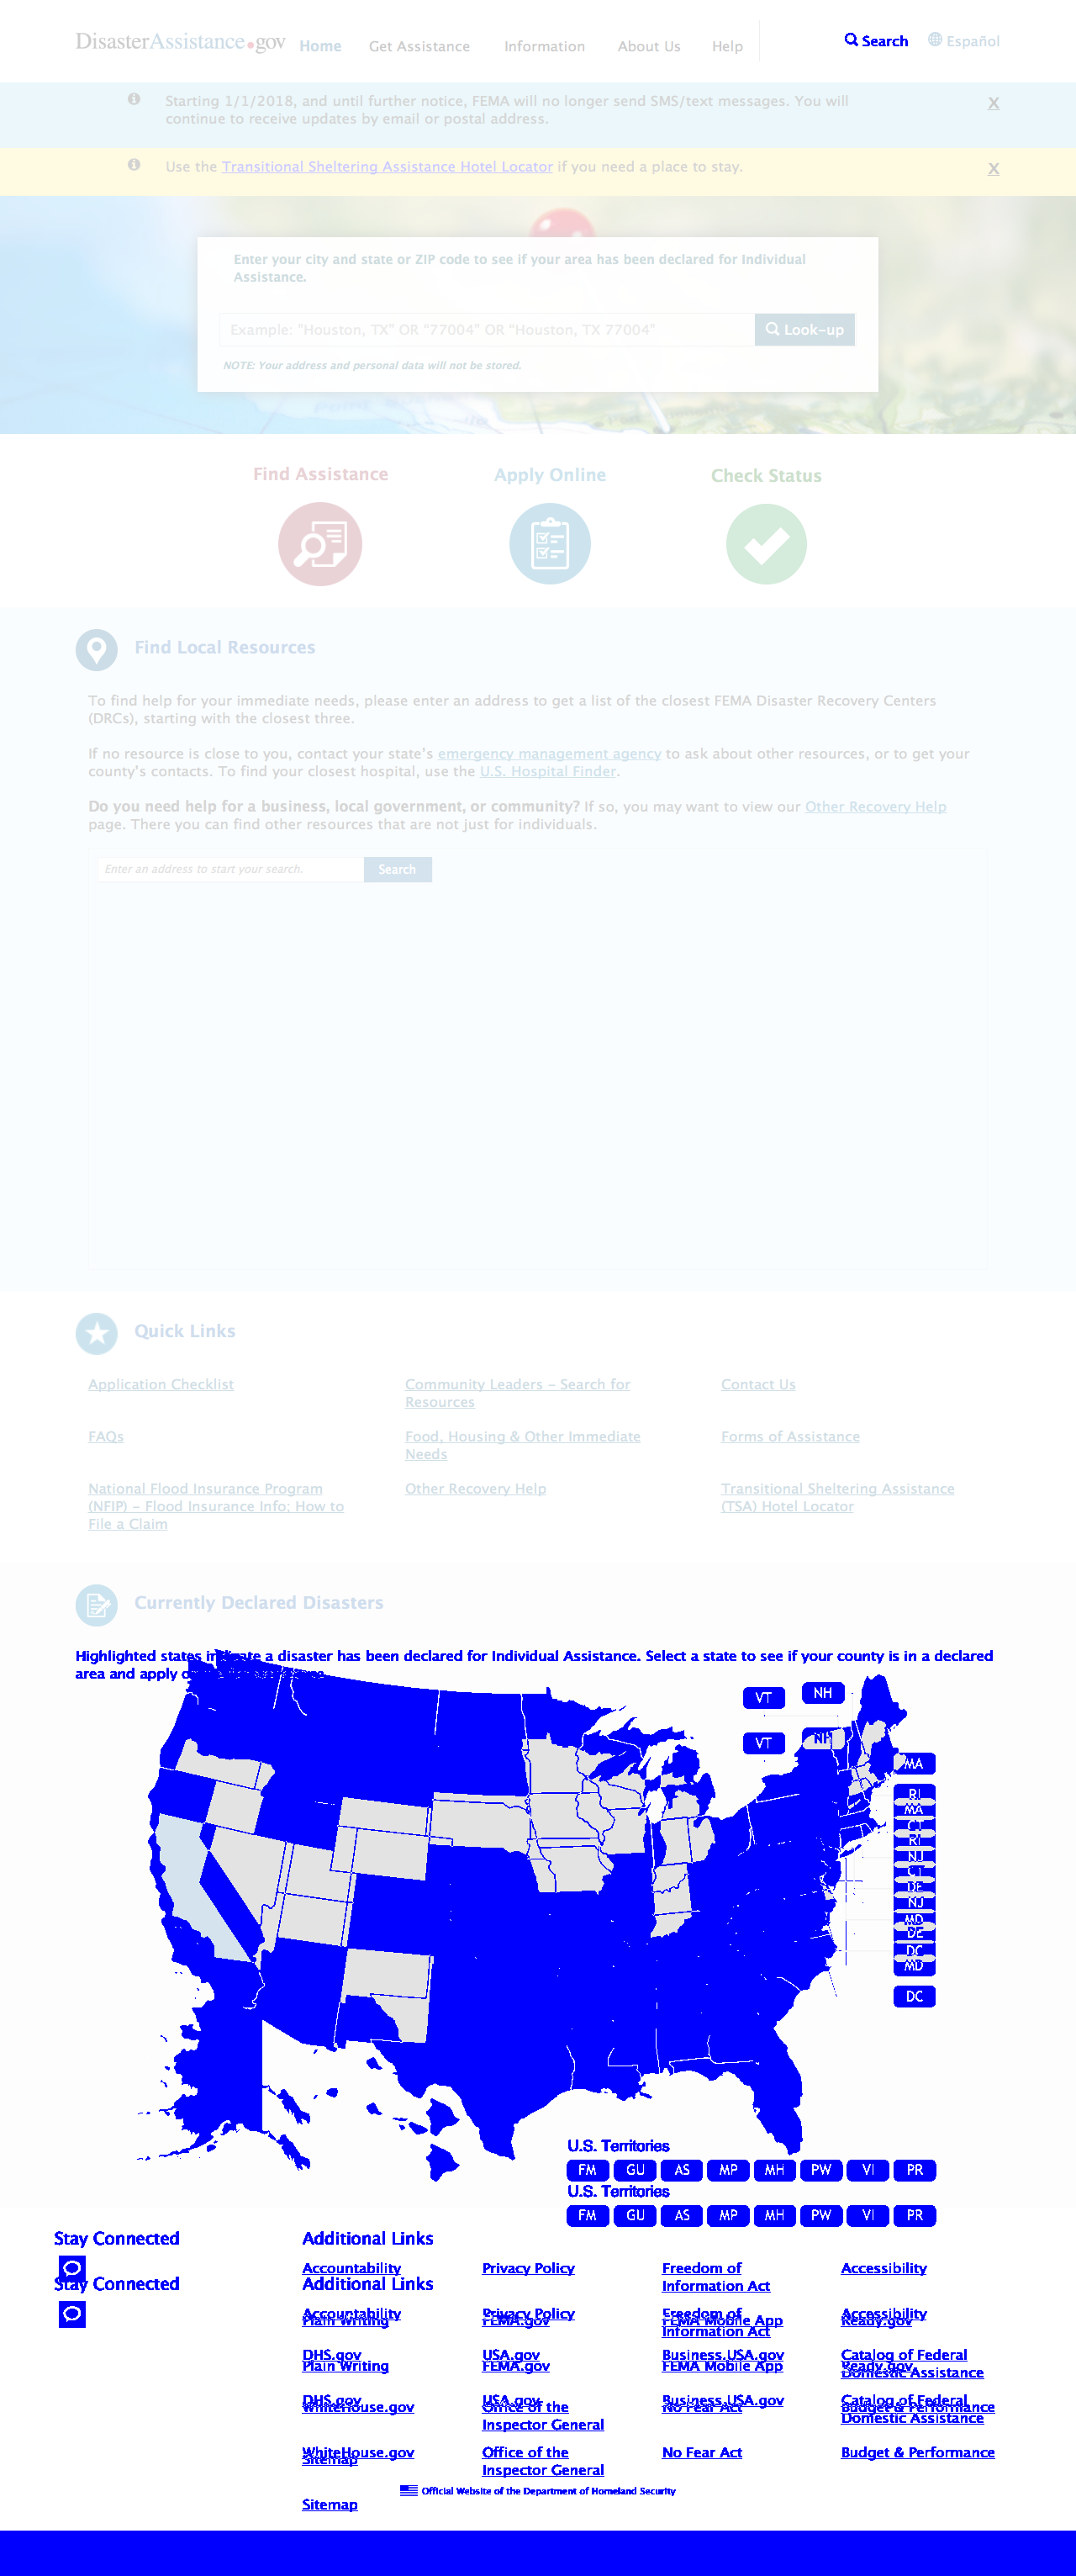 DisasterAssistance.gov Home Get Assistance Information About Us Help Search Español
Starting 1/1/2018, and until further notice, FEMA will no longer send SMS/text messages. You will
continue to receive updates by email or postal address.
X
Use the Transitional Sheltering Assistance Hotel Locator if you need a place to stay.
X
Enter your city and state or ZIP code to see if your area has been declared for Individual
Assistance.
Example: "Houston, TX" OR "77004" OR "Houston, TX 77004"
Look-up
NOTE: Your address and personal data will not be stored.
Find Assistance Apply Online Check Status
Find Local Resources
To find help for your immediate needs, please enter an address to get a list of the closest FEMA Disaster Recovery Centers
(DRCs), starting with the closest three.
If no resource is close to you, contact your state's emergency management agency to ask about other resources, or to get your
county's contacts. To find your closest hospital, use the U.S. Hospital Finder.
Do you need help for a business, local government, or community? If so, you may want to view our Other Recovery Help
page. There you can find other resources that are not just for individuals.
Enter an address to start your search.
Search
Quick Links
Application Checklist
Community Leaders - Search for
Resources
Contact Us
FAQs
Food, Housing & Other Immediate
Needs
Forms of Assistance
National Flood Insurance Program
(NFIP) - Flood Insurance Info; How to
File a Claim
Other Recovery Help
Transitional Sheltering Assistance
(TSA) Hotel Locator
Currently Declared Disasters
Highlighted states indicate a disaster has been declared for Individual Assistance. Select a state to see if your county is in a declared
area and apply
VT NH
VT NH
MA
RI
MA
CT
RI
NJ
CT
DE
NJ
MD
DE
DC
MD
DC
U.S. Territories
FM GU AS MP MH PW VI PR
U.S. Territories
FM GU AS MP MH PW VI PR
Stay Connected Additional Links
Accountability Privacy Policy Freedom of
Information Act
Accessibility
Stay Connected Additional Links
Accountability Privacy Policy Freedom of
Information Act
Accessibility
Plain Writing FEMA.gov FEMA Mobile App Ready.gov
DHS.gov USA.gov Business.USA.gov Catalog of Federal
Domestic Assistance
Plain Writing FEMA.gov FEMA Mobile App Ready.gov
DHS.gov USA.gov Business.USA.gov Catalog of Federal
Domestic Assistance
WhiteHouse.gov Office of the
Inspector General
No Fear Act Budget & Performance
WhiteHouse.gov Office of the
Inspector General
No Fear Act Budget & Performance
Sitemap
Official Website of the Department of Homeland Security
Sitemap